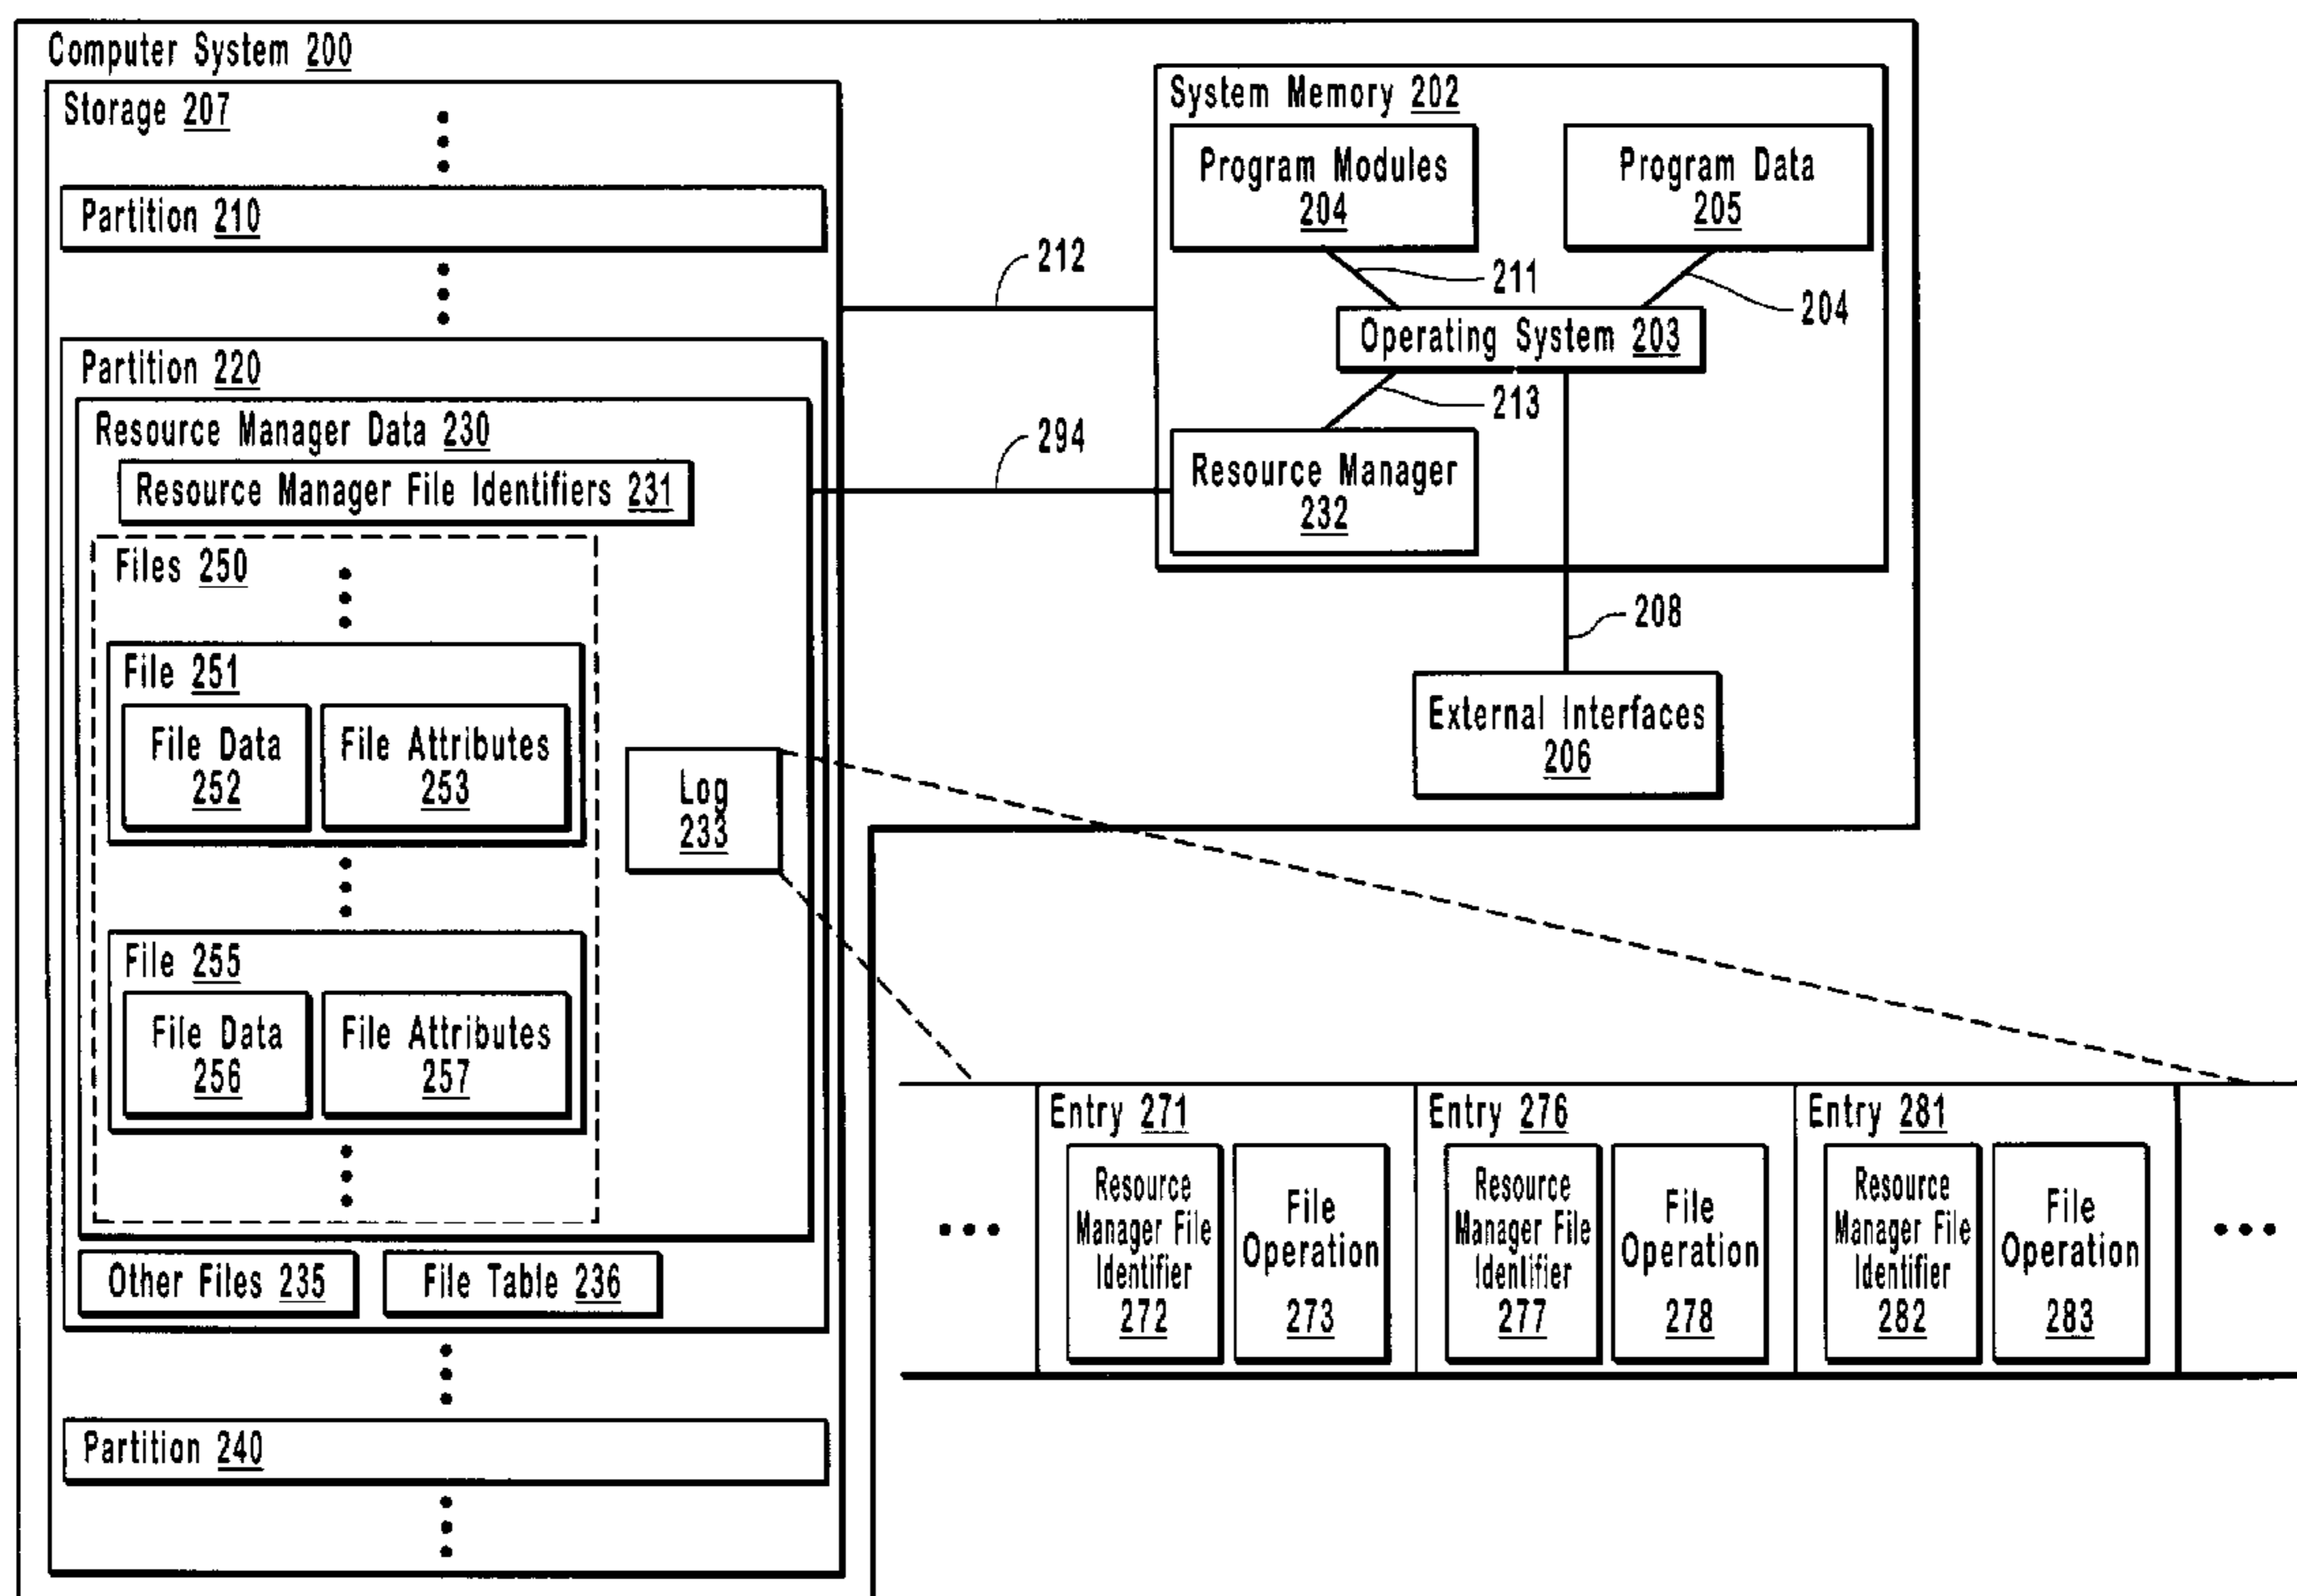 Computer System 200
Storage 207
Partition 210
Partition 220
Resource Manager Data 230
Resource Manager File Identifiers 231
Files 250
File 251
File Data
252
File Attributes
253
Log
233
File 255
File Data
256
File Attributes
257
Other Files 235
File Table 236
Partition 240
212
294
System Memory 202
Program Modules
204
Program Data
205
211
204
Operating System 203
213
Resource Manager
232
208
External Interfaces
206
Entry 271
Resource
Manager File
Identifier
272
File
Operation
273
Entry 276
Resource
Manager File
Identifier
277
File
Operation
278
Entry 281
Resource
Manager File
Identifier
282
File
Operation
283